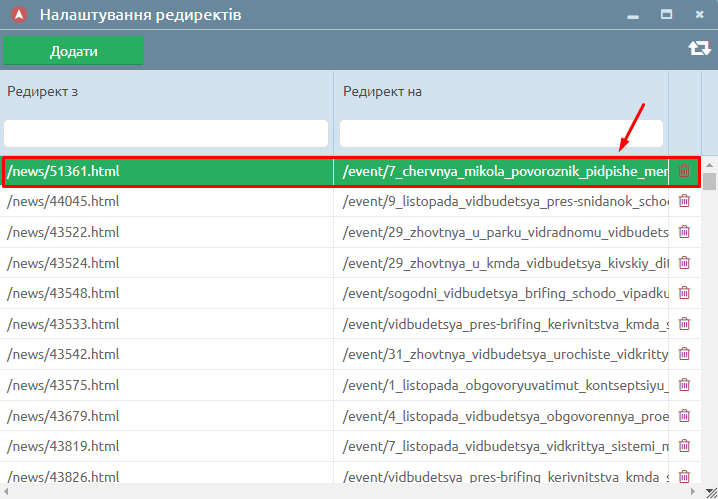 Налаштування редиректів
Додати
Редирект з Редирект на
/news/51361.html /event/7_chervnya_mikola_povoroznik_pidpishe_mer
/news/44045.html /event/9_listopada_vidbudetsya_pres-snidanok_scho
/news/43522.html /event/29_zhovtnya_u_parku_vidradnomu_vidbudets
/news/43524.html /event/29_zhovtnya_u_kmda_vidbudetsya_kivskiy_dit
/news/43548.html /event/sogodni_vidbudetsya_brifing_schodo_vipadku
/news/43533.html /event/vidbudetsya_pres-brifing_kerivnitstva_kmda_s
/news/43542.html /event/31_zhovtnya_vidbudetsya_urochiste_vidkritty
/news/43575.html /event/1_listopada_obgovoryuvatimut_kontseptsiyu_
/news/43679.html /event/4_listopada_vidbudetsya_obgovorennya_proe
/news/43819.html /event/7_listopada_vidbudetsya_vidkrittya_sistemi_m
/news/43826.html /event/vidbudetsya_pres-brifing_kerivnitstva_kmda_s